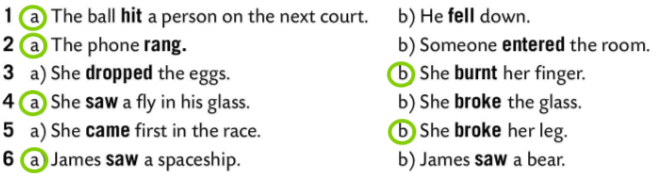 1 a) The ball hit a person on the next court. b) He fell down.
2 a) The phone rang. b) Someone entered the room.
3 a) She dropped the eggs. b) She burnt her finger.
4 a) She saw a fly in his glass. b) She broke the glass.
5 a) She came first in the race. b) She broke her leg.
6 a) James saw a spaceship. b) James saw a bear.